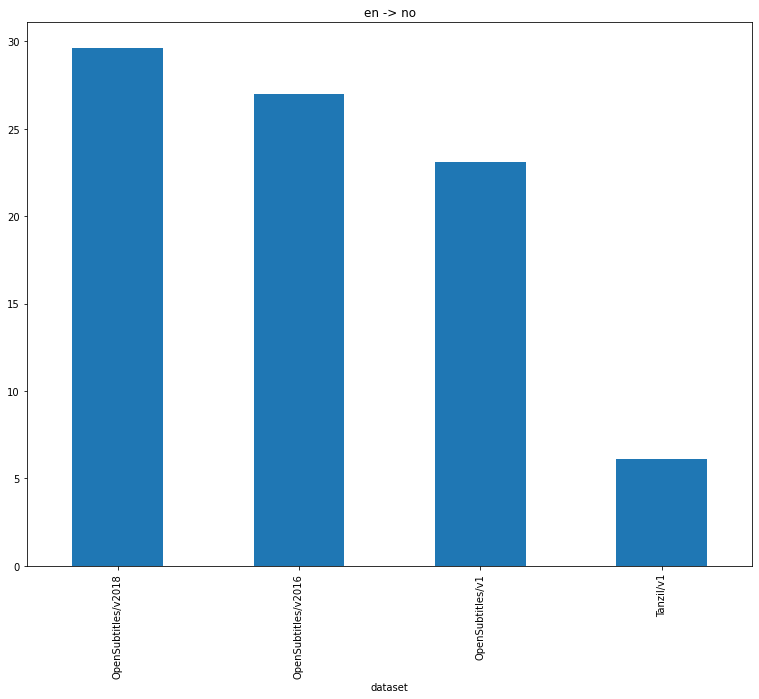 en -> no
30
25
20
15
10
5
0
OpenSubtitles/v2018
OpenSubtitles/v2016
OpenSubtitles/v1
Tanzil/v1
dataset